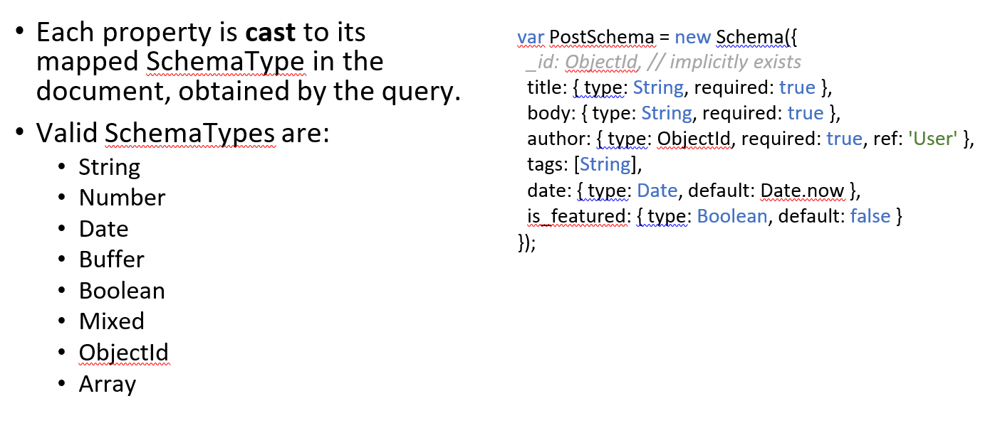 • Each property is cast to its
mapped SchemaType in the
document, obtained by the query.
• Valid SchemaTypes are:
• String
• Number
• Date
• Buffer
• Boolean
• Mixed
• ObjectId
• Array
var PostSchema = new Schema({
_id: ObjectId, // implicitly exists
title: { type: String, required: true },
body: { type: String, required: true },
author: { type: ObjectId, required: true, ref: 'User' },
tags: [String],
date: { type: Date, default: Date.now },
is_featured: { type: Boolean, default: false }
});